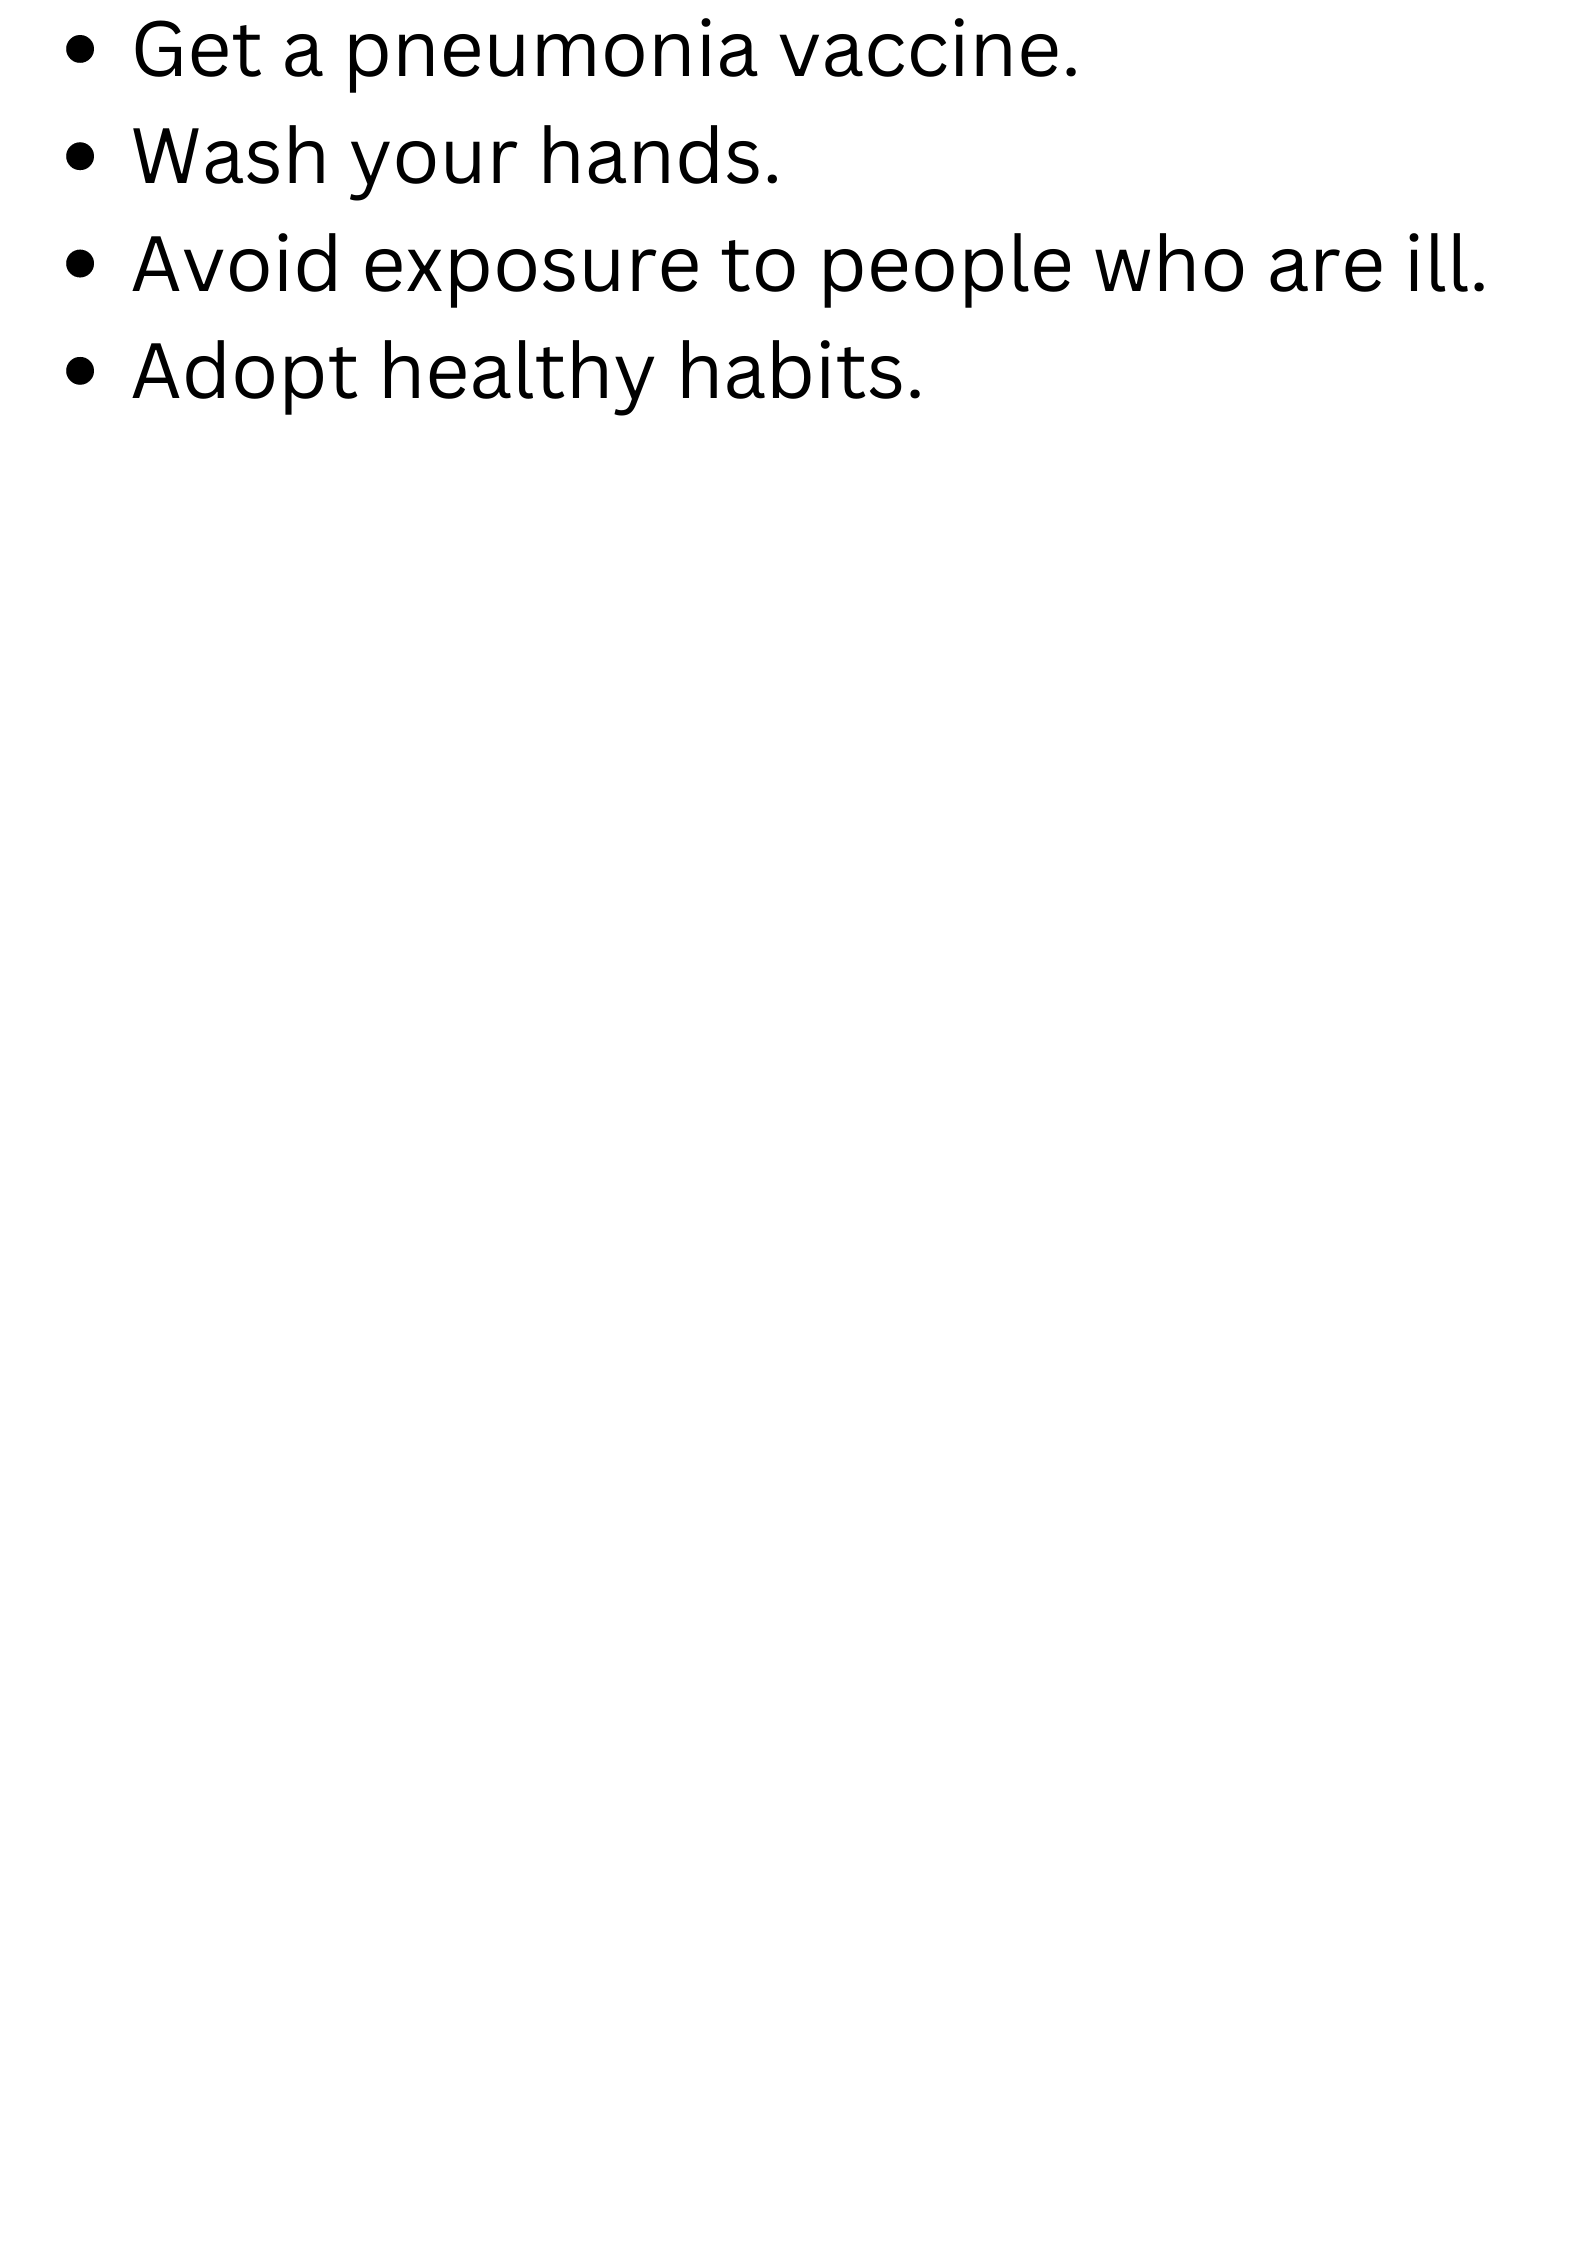 • Get a pneumonia vaccine.
• Wash your hands.
• Avoid exposure to people who are ill.
• Adopt healthy habits.